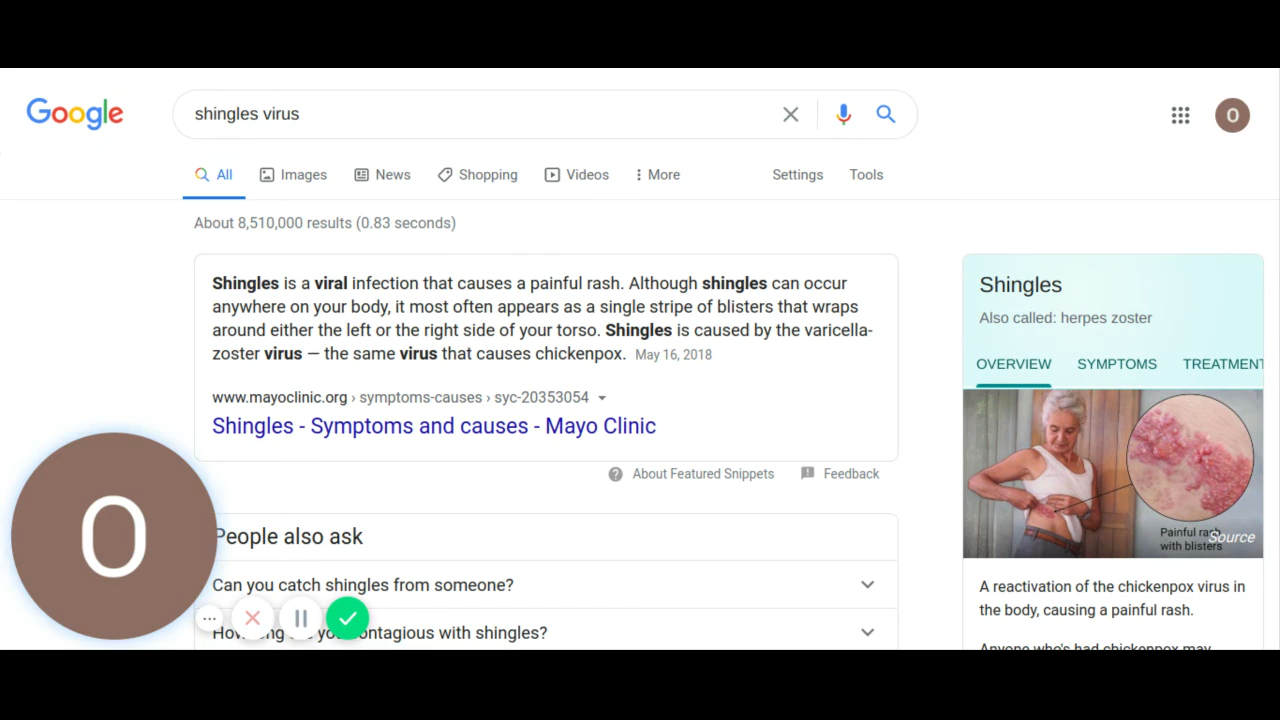 Google
shingles virus
O
All
Images
News
Shopping
Videos
More
Settings
Tools
About 8,510,000 results (0.83 seconds)
Shingles is a viral infection that causes a painful rash. Although shingles can occur
anywhere on your body, it most often appears as a single stripe of blisters that wraps
around either the left or the right side of your torso. Shingles is caused by the varicella-
zoster virus — the same virus that causes chickenpox. May 16, 2018
www.mayoclinic.org › symptoms-causes › syc-20353054
Shingles - Symptoms and causes - Mayo Clinic
About Featured Snippets
Feedback
People also ask
Can you catch shingles from someone?
contagious with shingles?
O
Shingles
Also called: herpes zoster
OVERVIEW
SYMPTOMS
TREATMENT
Painful rash
with blisters
Source
A reactivation of the chickenpox virus in
the body, causing a painful rash.
Anyone who's had chickenpox may